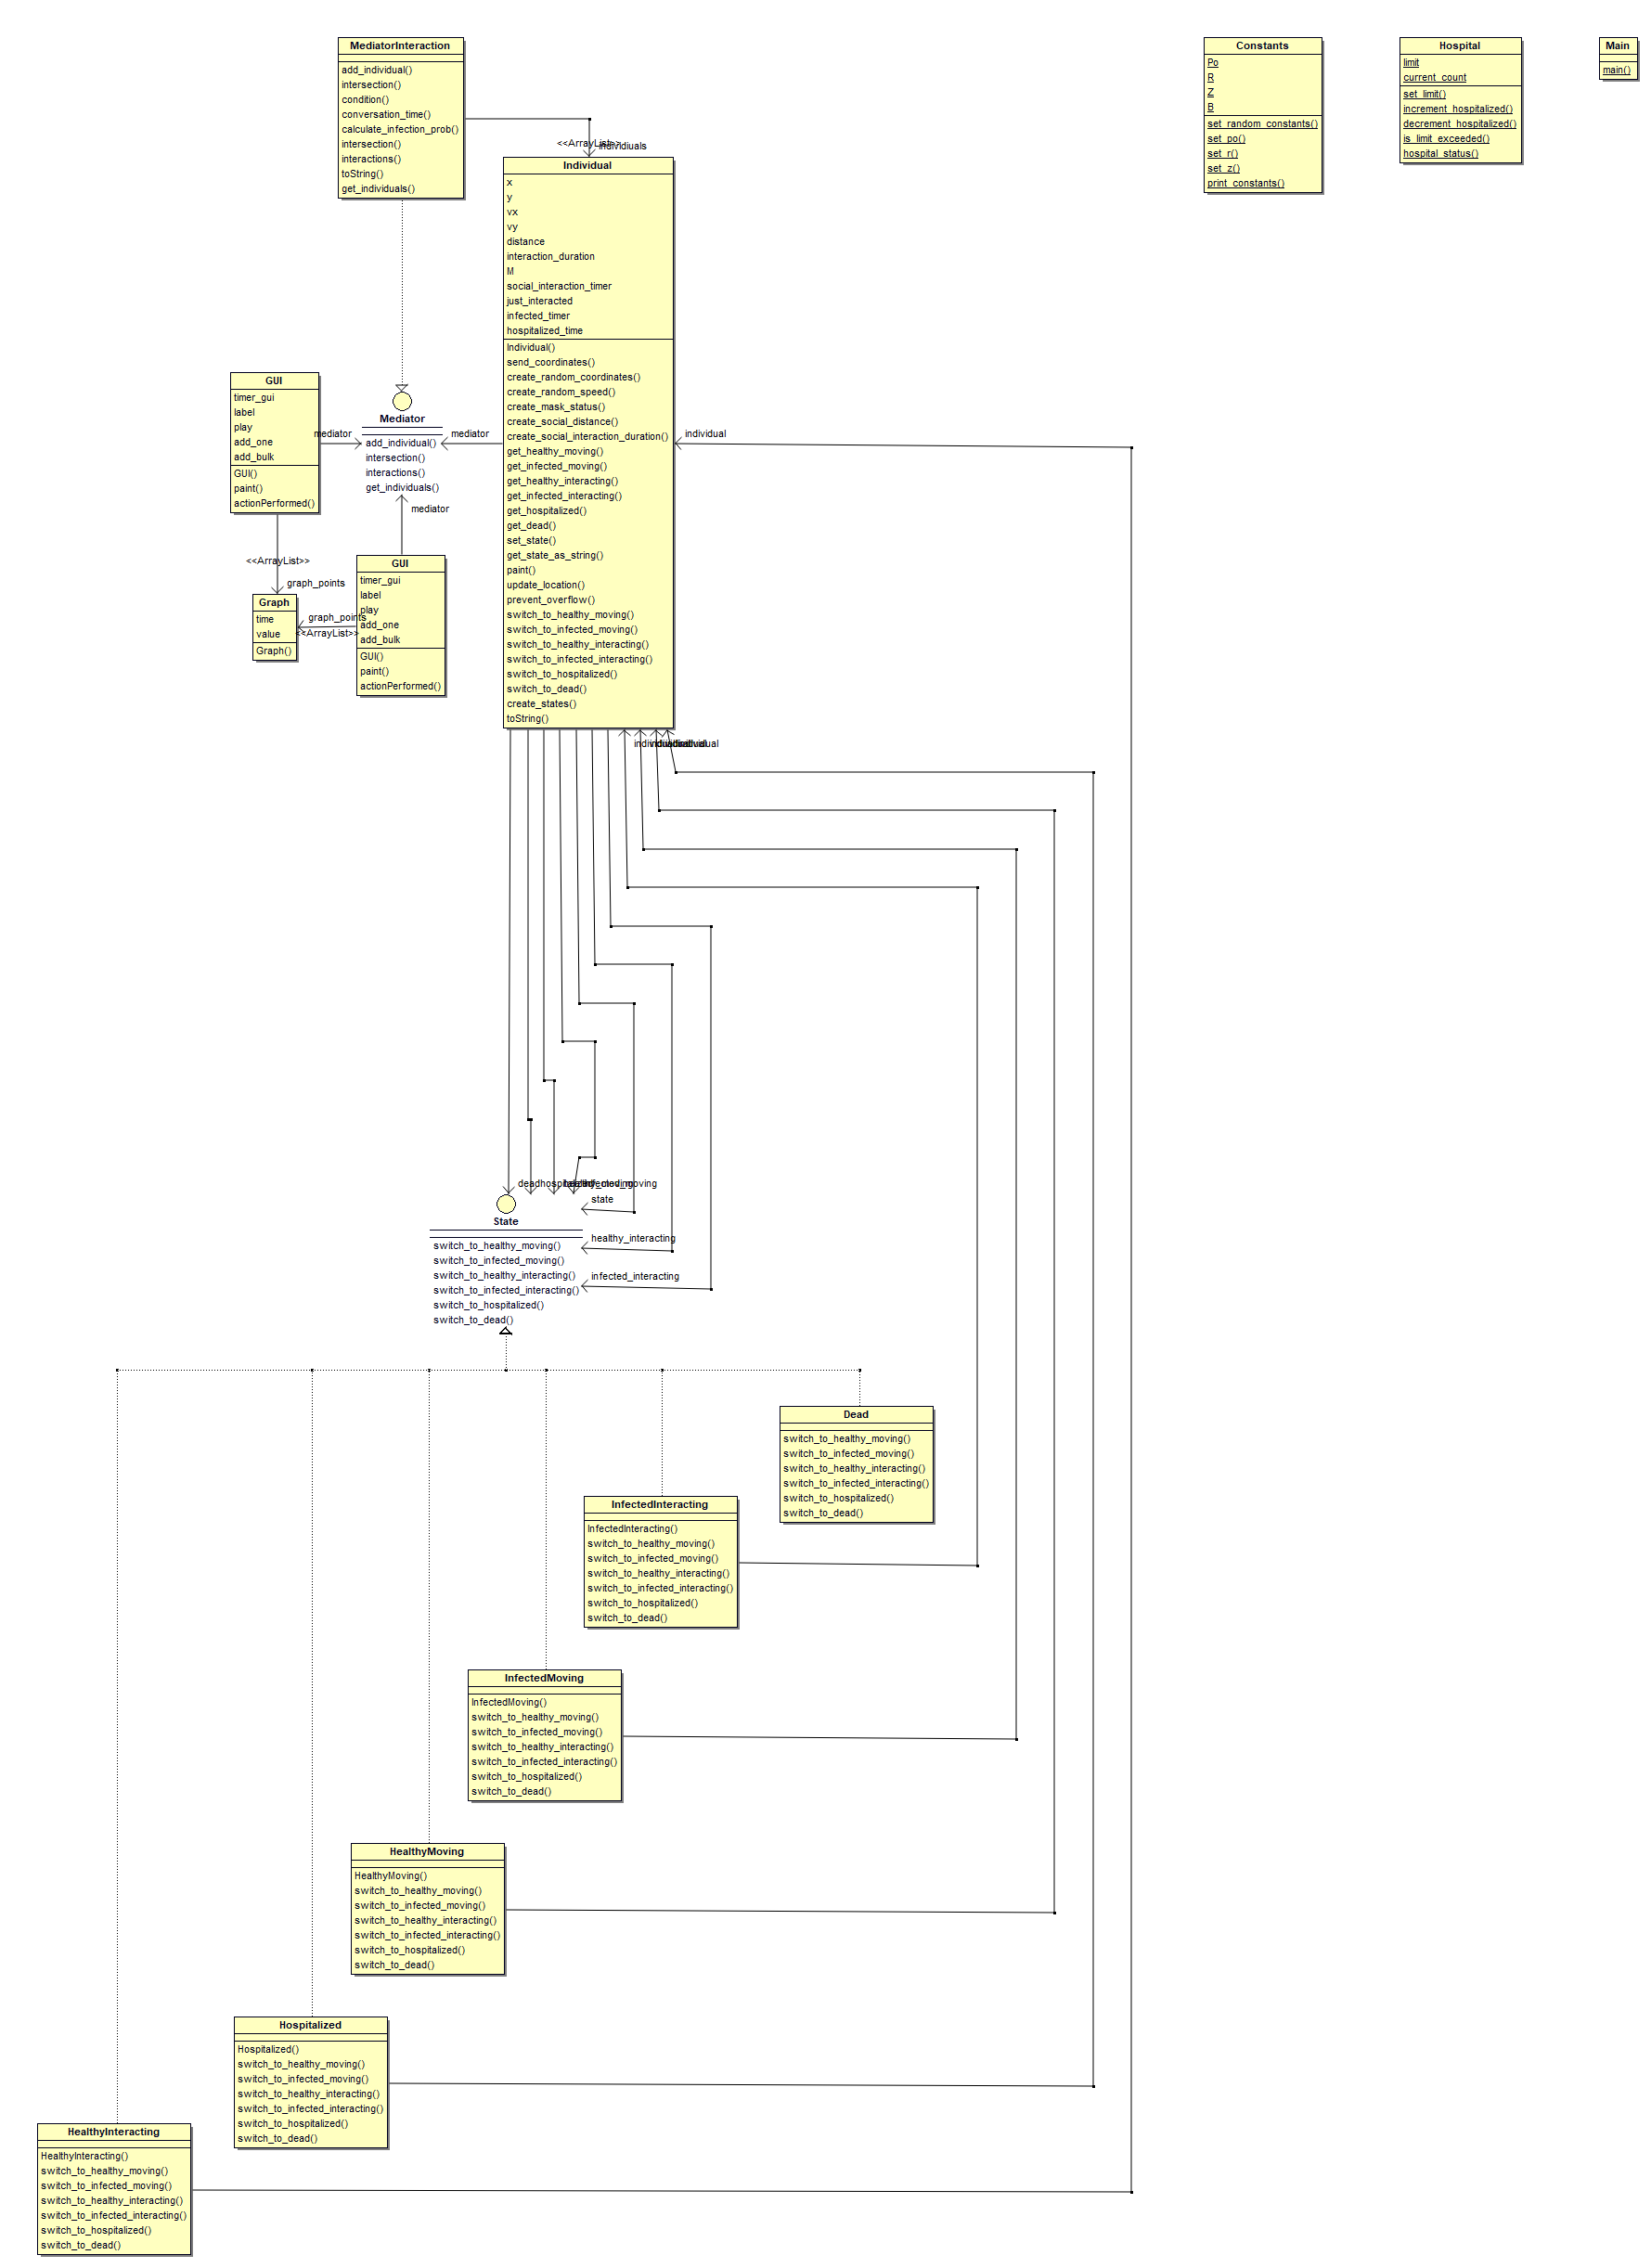 MediatorInteraction
add_individual()
intersection()
condition()
conversation_time()
calculate_infection_prob()
intersection()
interactions()
toString()
get_individuals()
Constants
Po
R
Z
B
set_random_constants()
set_po()
set_r()
set_z()
print_constants()
Hospital
limit
current_count
set_limit()
increment_hospitalized()
decrement_hospitalized()
is_limit_exceeded()
hospital_status()
Main
main()
<<ArrayList>>
individiuals
Individual
x
y
vx
vy
distance
interaction_duration
M
social_interaction_timer
just_interacted
infected_timer
hospitalized_time
Individual()
send_coordinates()
create_random_coordinates()
create_random_speed()
create_mask_status()
create_social_distance()
create_social_interaction_duration()
get_healthy_moving()
get_infected_moving()
get_healthy_interacting()
get_infected_interacting()
get_hospitalized()
get_dead()
set_state()
get_state_as_string()
paint()
update_location()
prevent_overflow()
switch_to_healthy_moving()
switch_to_infected_moving()
switch_to_healthy_interacting()
switch_to_infected_interacting()
switch_to_hospitalized()
switch_to_dead()
create_states()
toString()
GUI
timer_gui
label
play
add_one
add_bulk
GUI()
paint()
actionPerformed()
mediator
Mediator
add_individual()
intersection()
interactions()
get_individuals()
mediator
individual
mediator
<<ArrayList>>
graph_points
Graph
time
value
Graph()
graph_points
<<ArrayList>>
GUI
timer_gui
label
play
add_one
add_bulk
GUI()
paint()
actionPerformed()
individual
dead
infected_moving
state
State
healthy_interacting
infected_interacting
switch_to_healthy_moving()
switch_to_infected_moving()
switch_to_healthy_interacting()
switch_to_infected_interacting()
switch_to_hospitalized()
switch_to_dead()
Dead
switch_to_healthy_moving()
switch_to_infected_moving()
switch_to_healthy_interacting()
switch_to_infected_interacting()
switch_to_hospitalized()
switch_to_dead()
InfectedInteracting
InfectedInteracting()
switch_to_healthy_moving()
switch_to_infected_moving()
switch_to_healthy_interacting()
switch_to_infected_interacting()
switch_to_hospitalized()
switch_to_dead()
InfectedMoving
InfectedMoving()
switch_to_healthy_moving()
switch_to_infected_moving()
switch_to_healthy_interacting()
switch_to_infected_interacting()
switch_to_hospitalized()
switch_to_dead()
HealthyMoving
HealthyMoving()
switch_to_healthy_moving()
switch_to_infected_moving()
switch_to_healthy_interacting()
switch_to_infected_interacting()
switch_to_hospitalized()
switch_to_dead()
Hospitalized
Hospitalized()
switch_to_healthy_moving()
switch_to_infected_moving()
switch_to_healthy_interacting()
switch_to_infected_interacting()
switch_to_hospitalized()
switch_to_dead()
HealthyInteracting
HealthyInteracting()
switch_to_healthy_moving()
switch_to_infected_moving()
switch_to_healthy_interacting()
switch_to_infected_interacting()
switch_to_hospitalized()
switch_to_dead()